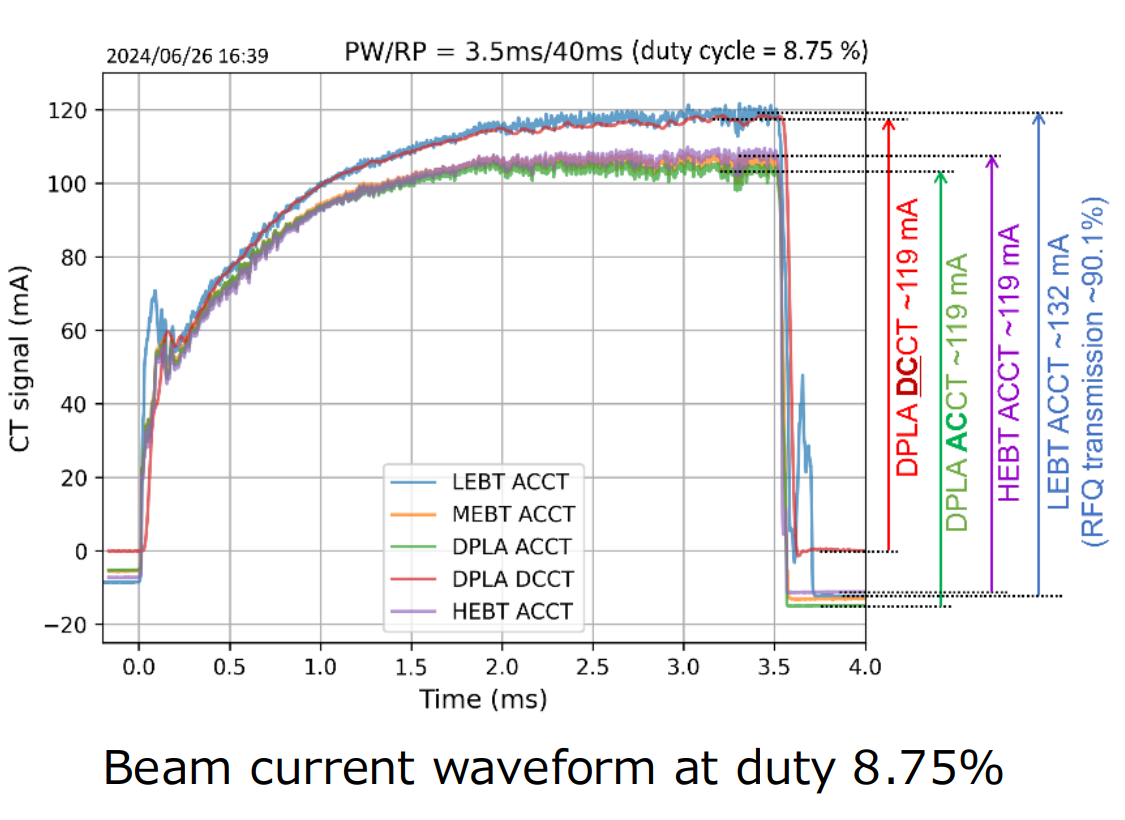 2024/06/26 16:39
PW/RP = 3.5ms/40ms (duty cycle = 8.75 %)
CT signal (mA)
120
100
80
60
40
20
0
−20
LEBT ACCT
MEBT ACCT
DPLA ACCT
DPLA DCCT
HEBT ACCT
0.0 0.5 1.0 1.5 2.0 2.5 3.0 3.5 4.0
Time (ms)
DPLA DCCT ~119 mA
DPLA ACCT ~119 mA
HEBT ACCT ~119 mA
LEBT ACCT ~132 mA
(RFQ transmission ~90.1%)
Beam current waveform at duty 8.75%